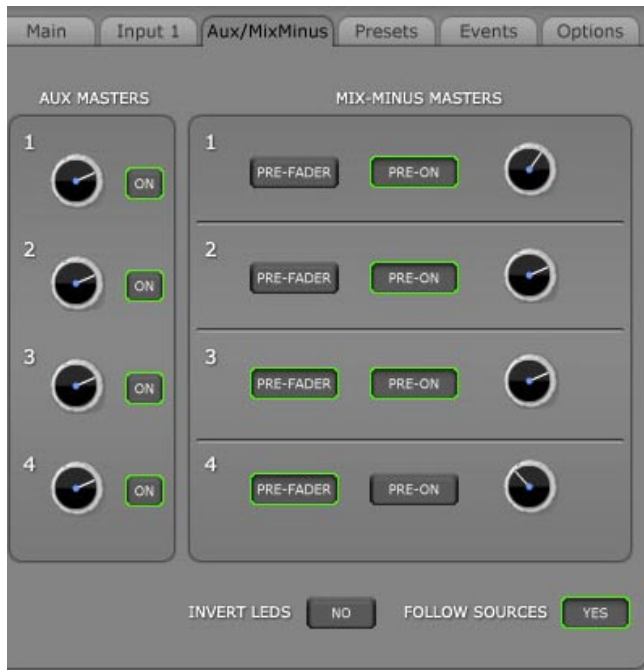 Main Input 1 Aux/MixMinus Presets Events Options
AUX MASTERS
1 ON
2 ON
3 ON
4 ON
MIX-MINUS MASTERS
1 PRE-FADER PRE-ON
2 PRE-FADER PRE-ON
3 PRE-FADER PRE-ON
4 PRE-FADER PRE-ON
INVERT LEDS NO FOLLOW SOURCES YES